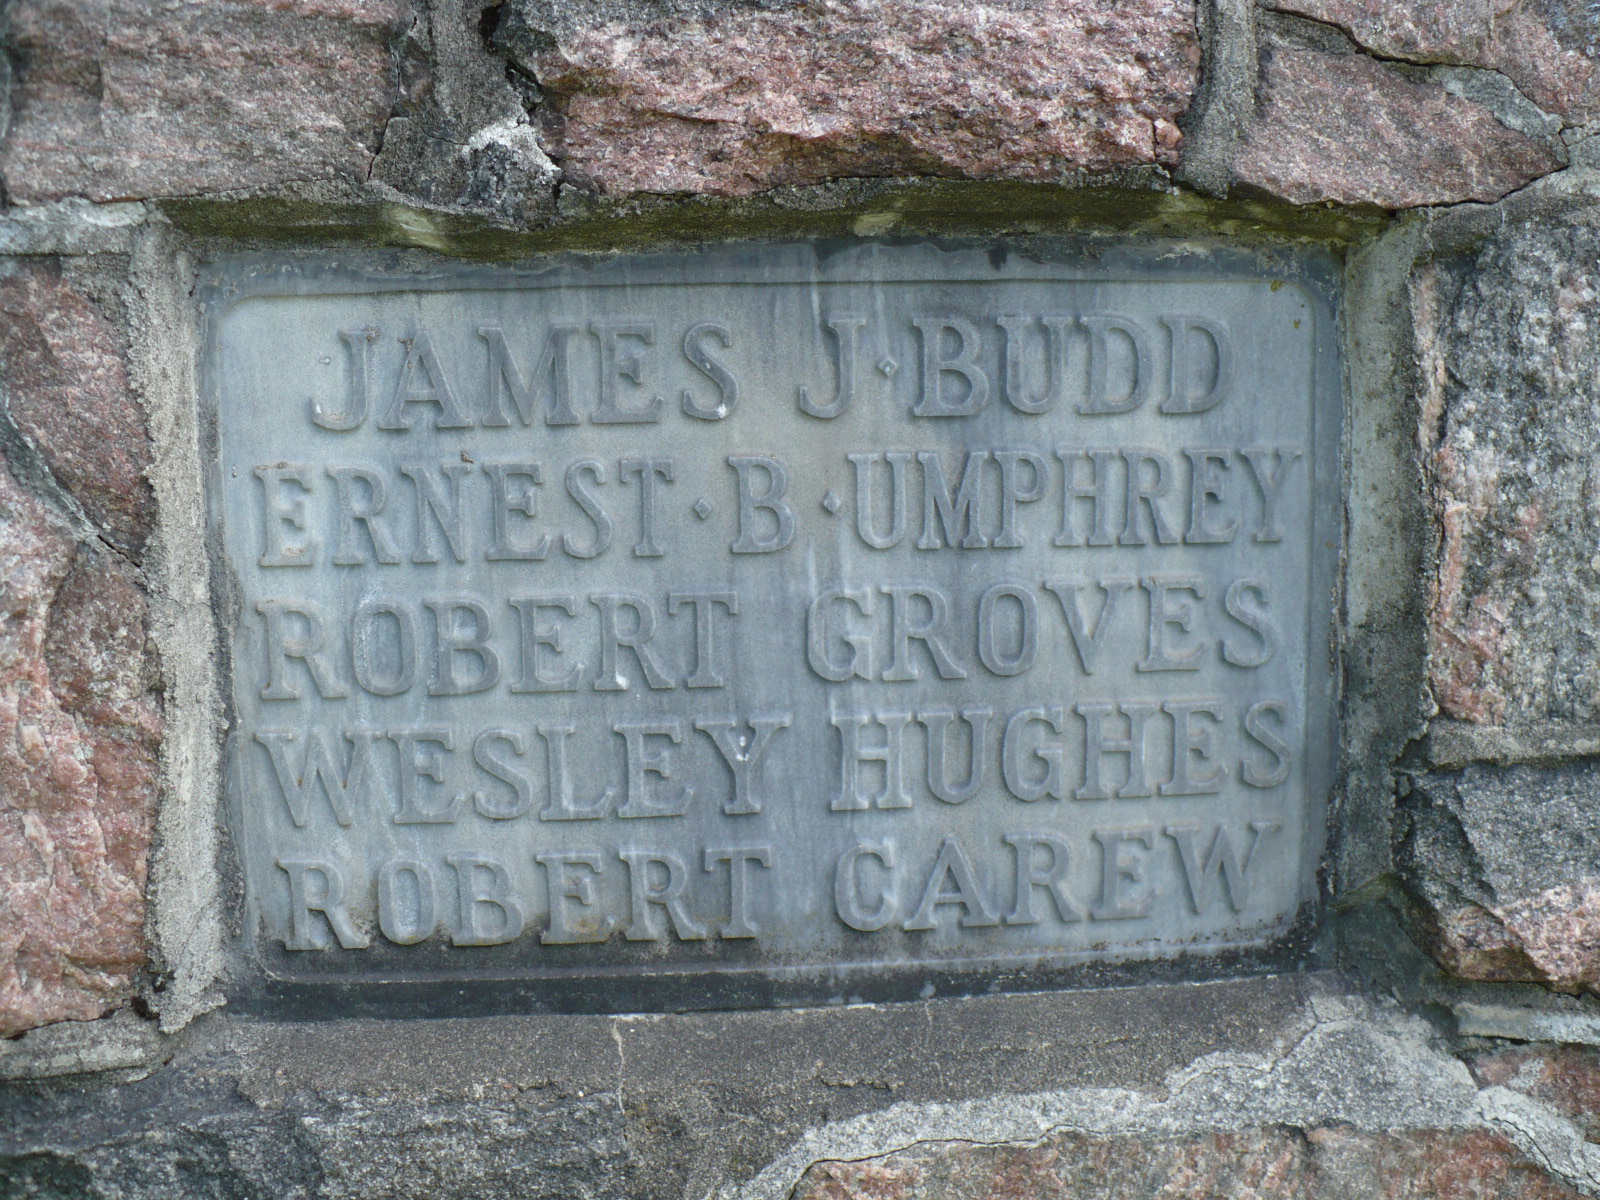 JAMES J·BUDD
ERNEST·B·UMPHREY
ROBERT GROVES
WESLEY HUGHES
ROBERT CAREW